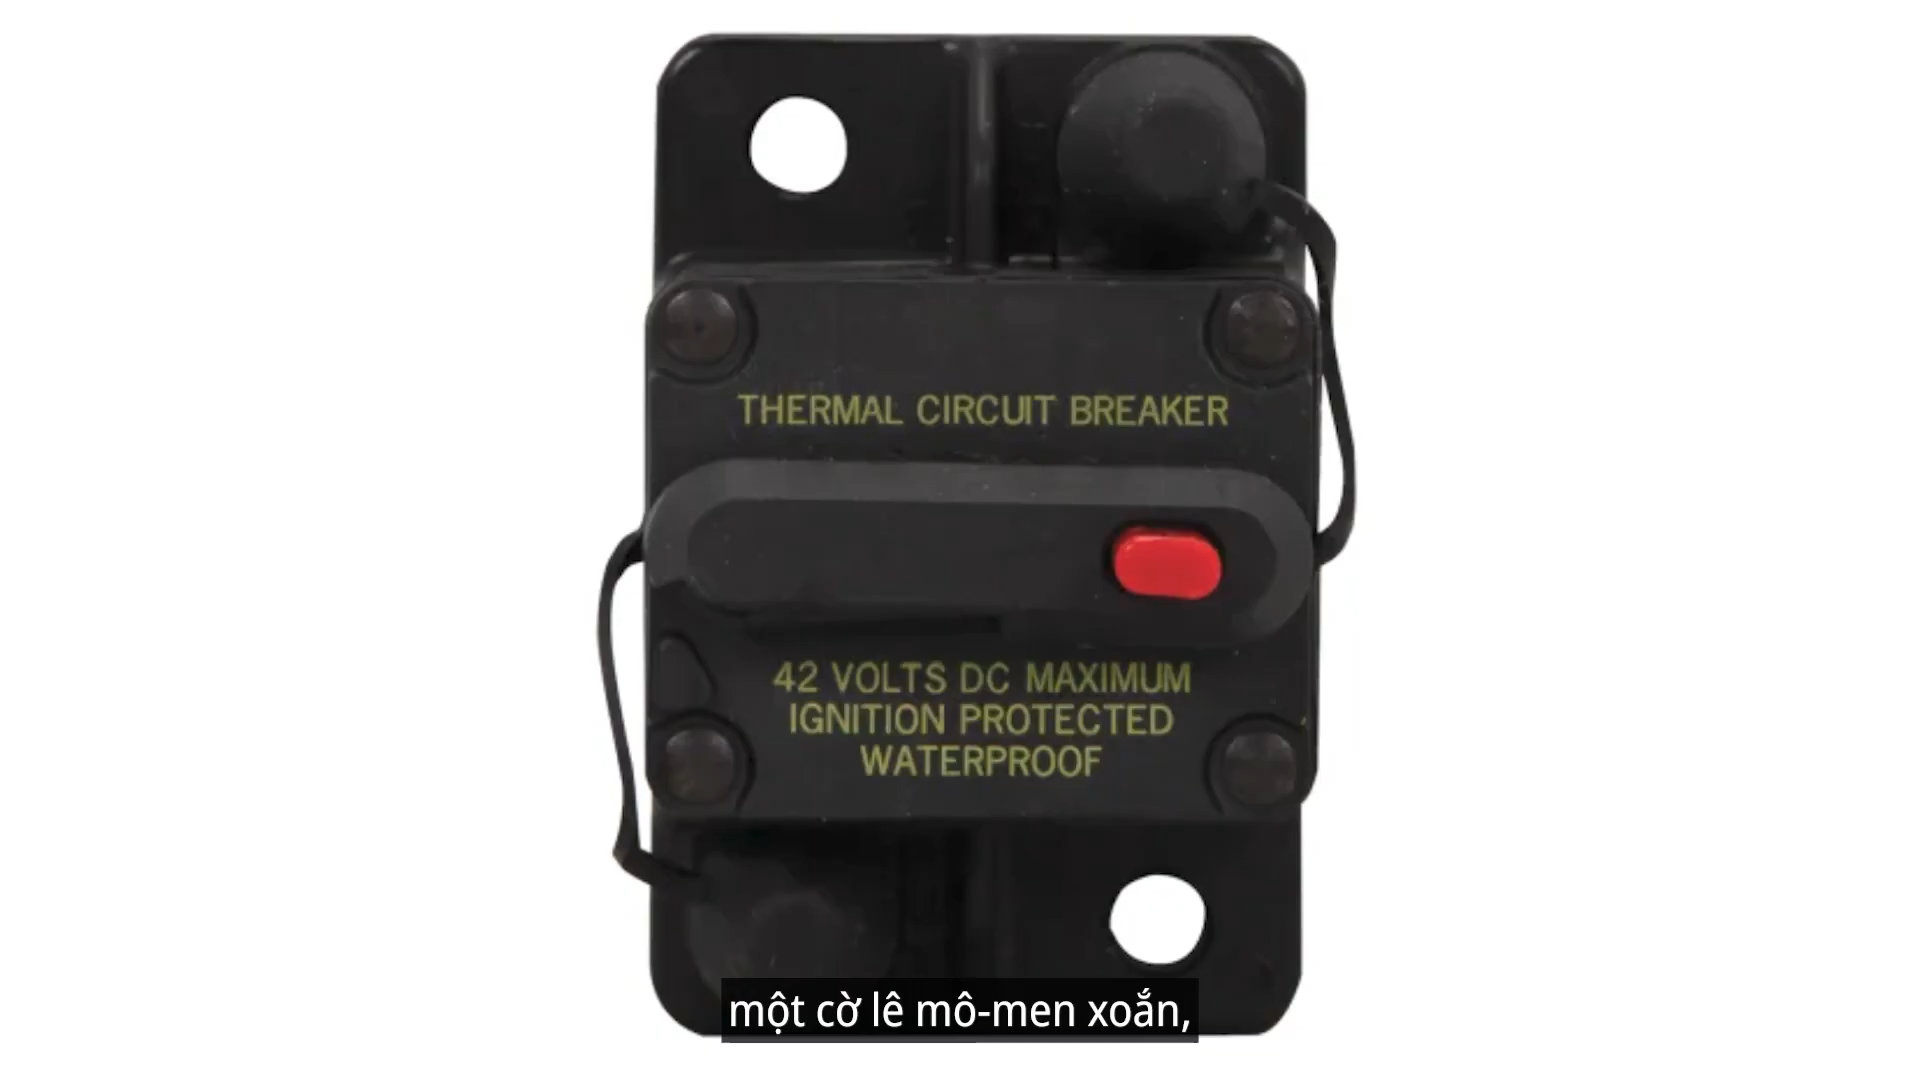 THERMAL CIRCUIT BREAKER
42 VOLTS DC MAXIMUM
IGNITION PROTECTED
WATERPROOF
một cờ lê mô-men xoắn,